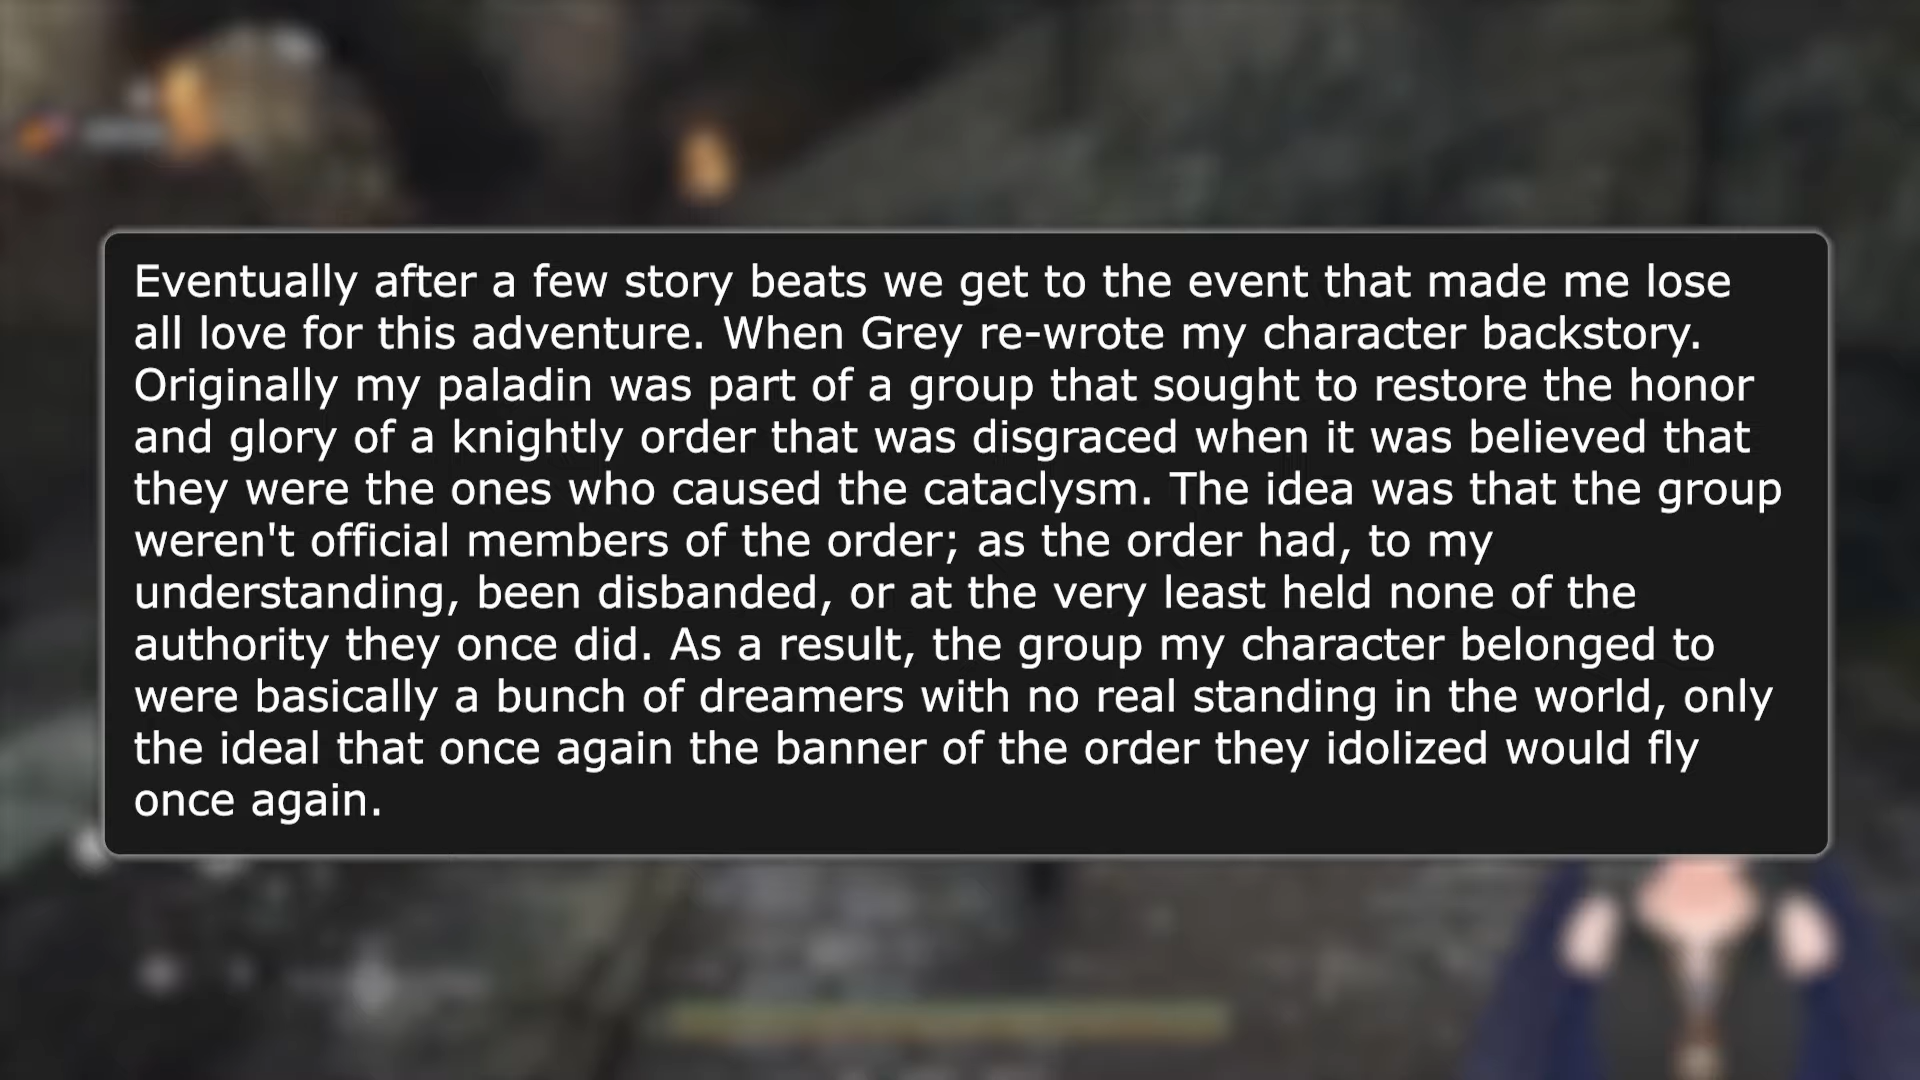 Eventually after a few story beats we get to the event that made me lose
all love for this adventure. When Grey re-wrote my character backstory.
Originally my paladin was part of a group that sought to restore the honor
and glory of a knightly order that was disgraced when it was believed that
they were the ones who caused the cataclysm. The idea was that the group
weren't official members of the order; as the order had, to my
understanding, been disbanded, or at the very least held none of the
authority they once did. As a result, the group my character belonged to
were basically a bunch of dreamers with no real standing in the world, only
the ideal that once again the banner of the order they idolized would fly
once again.